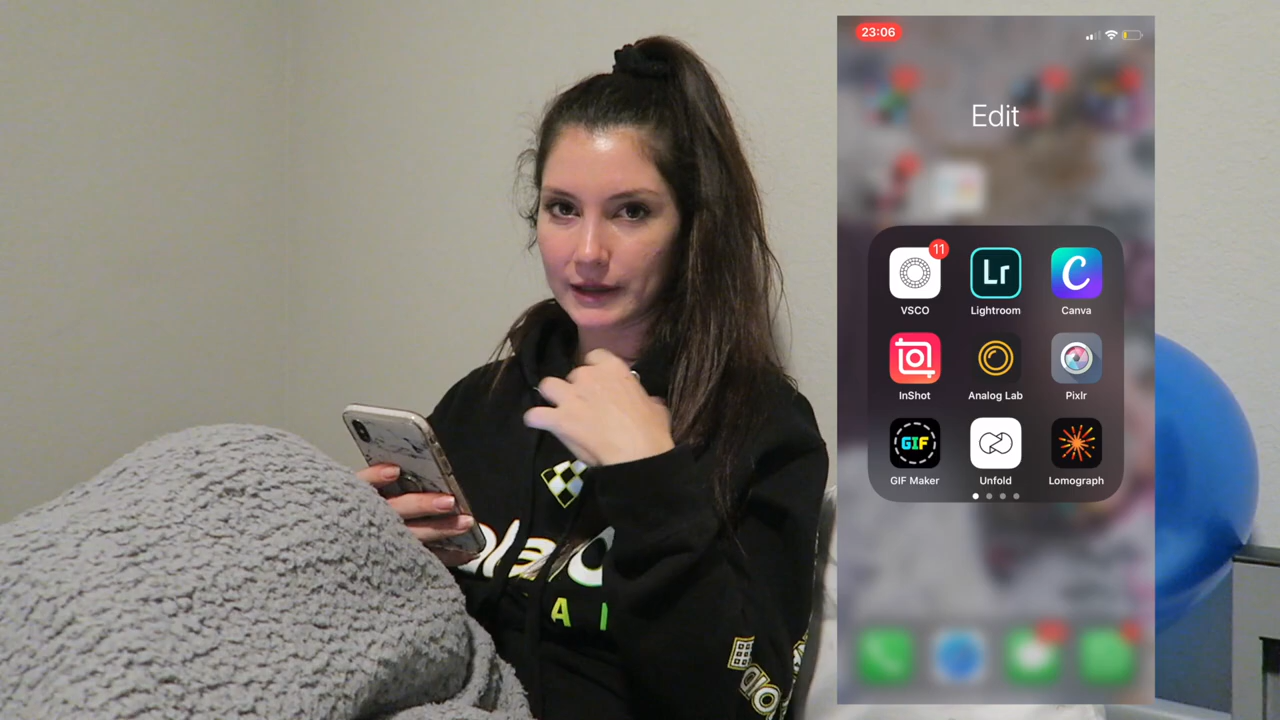 23:06
Edit
11
VSCO
Lr
Lightroom
C
Canva
InShot
Analog Lab
Pixlr
GIF
GIF Maker
Unfold
Lomograph